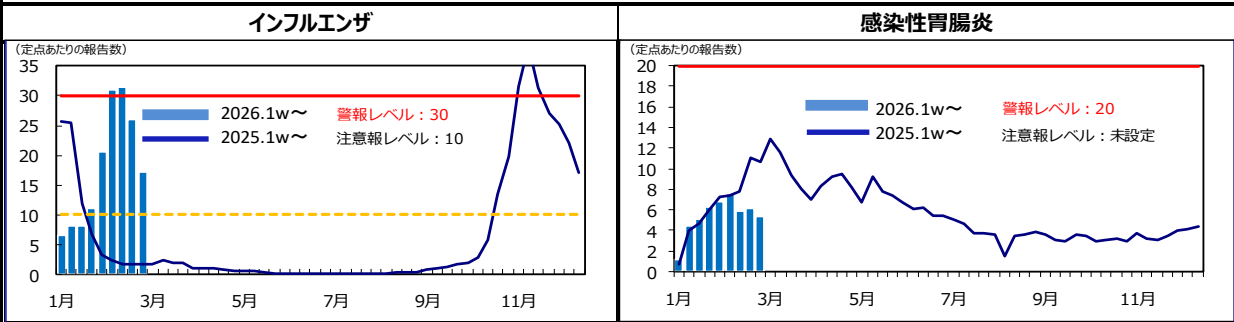 インフルエンザ
(定点あたりの報告数)
35
30
25
20
15
10
5
0
2026.1w～ 警報レベル：30
2025.1w～ 注意報レベル：10
1月 3月 5月 7月 9月 11月
感染性胃腸炎
(定点あたりの報告数)
20
18
16
14
12
10
8
6
4
2
0
2026.1w～ 警報レベル：20
2025.1w～ 注意報レベル：未設定
1月 3月 5月 7月 9月 11月